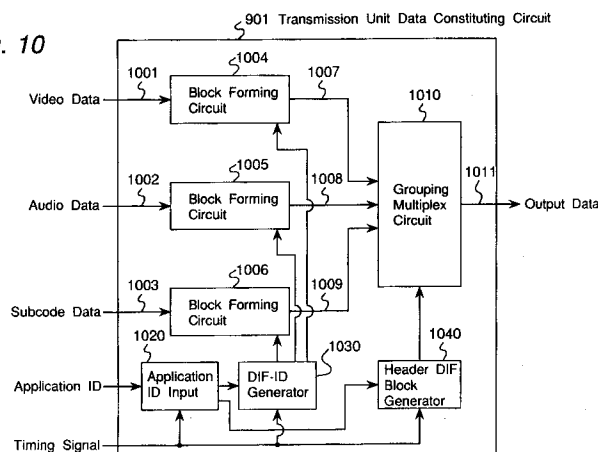 901 Transmission Unit Data Constituting Circuit
. 10
1001
1004
1007
1010
Video Data
Block Forming
Circuit
1002
1005
1008
1011
Audio Data
Block Forming
Circuit
Grouping
Multiplex
Circuit
Output Data
1003
1006
1009
Subcode Data
Block Forming
Circuit
1020
1030
1040
Application ID
Application
ID Input
DIF-ID
Generator
Header DIF
Block
Generator
Timing Signal